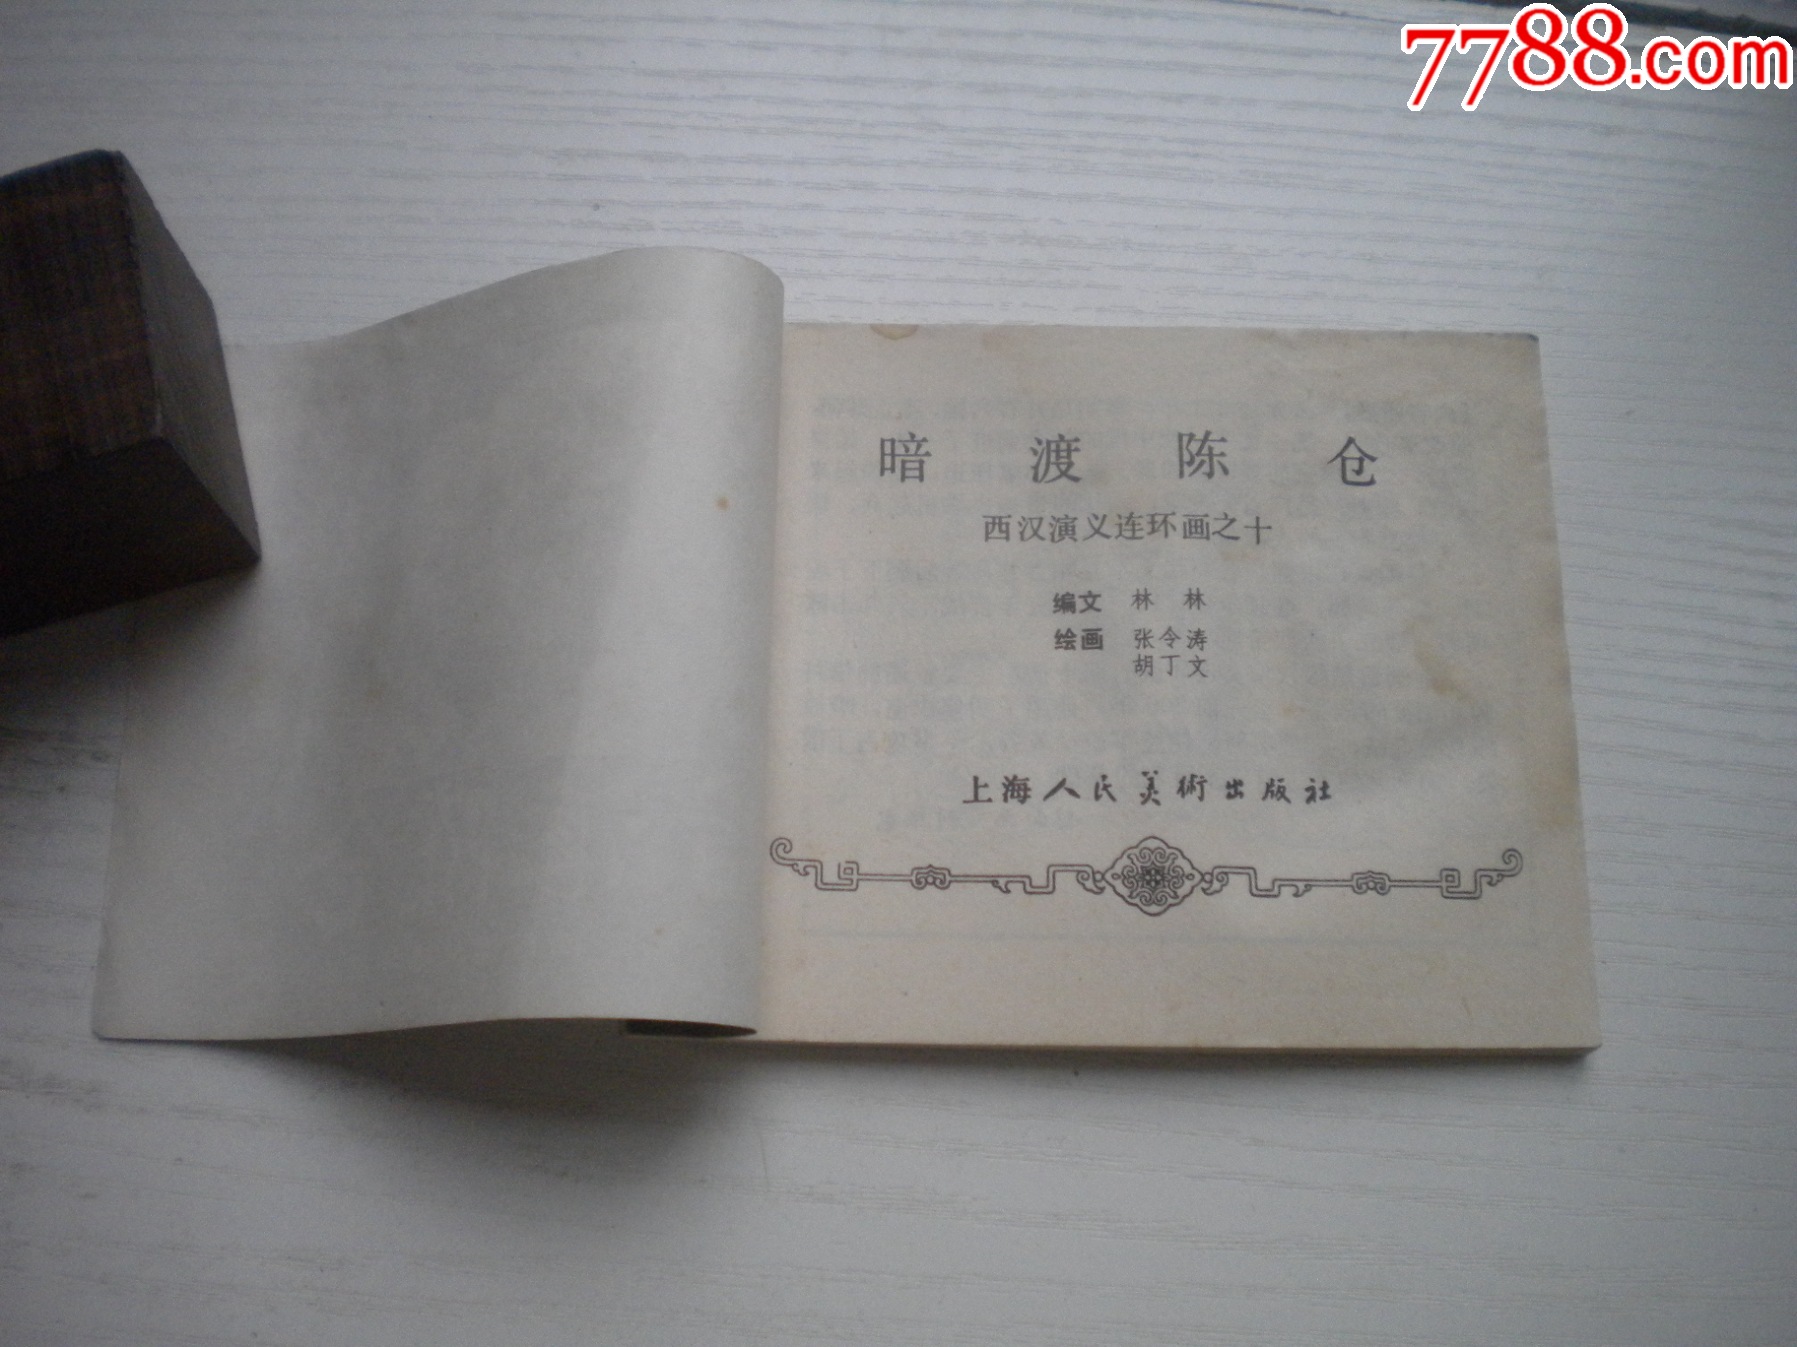 7788.com
暗渡陈仓
西汉演义连环画之十
编文 林 林
绘画 张令涛
胡丁文
上海人民美術出版社